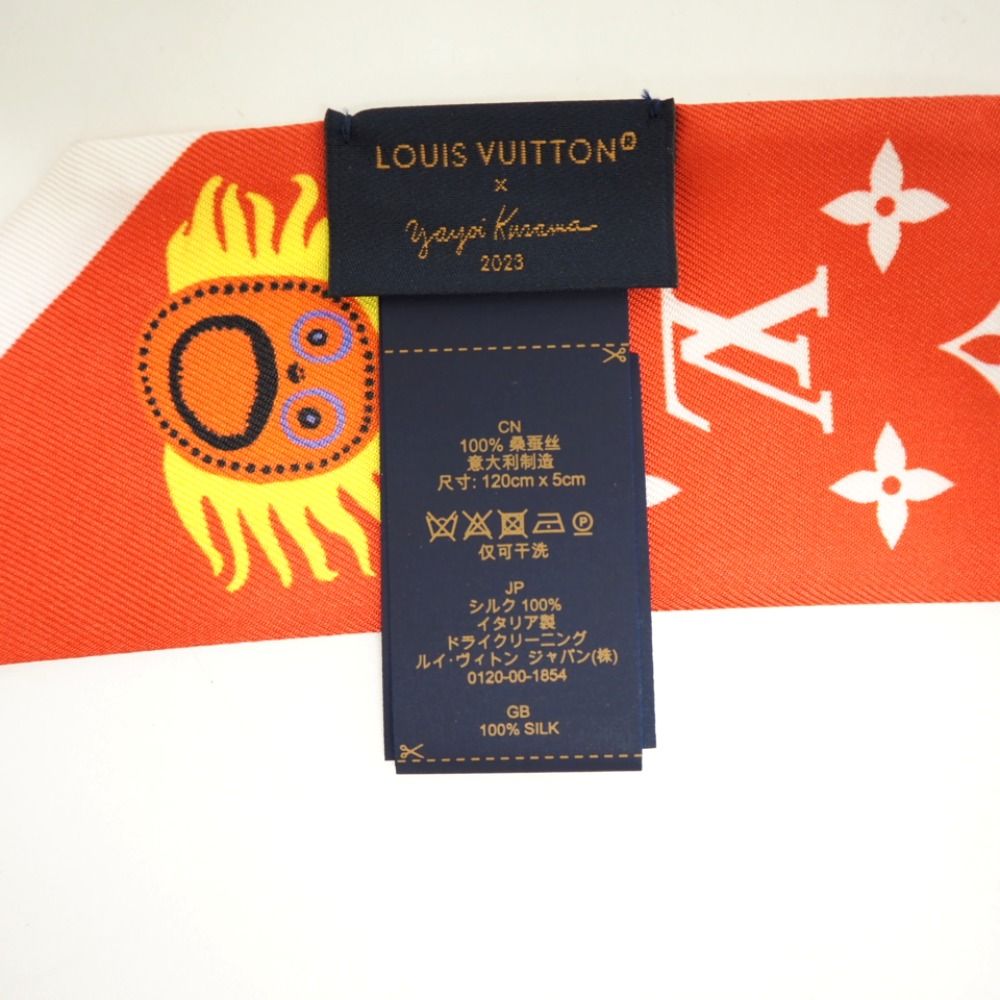 LOUIS VUITTON
x
Yayoi Kusama
2023
CN
100% 桑蚕丝
意大利制造
尺寸: 120cm x 5cm
仅可干洗
JP
シルク 100%
イタリア製
ドライクリーニング
ルイ・ヴィトン ジャパン(株)
0120-00-1854
GB
100% SILK
LV